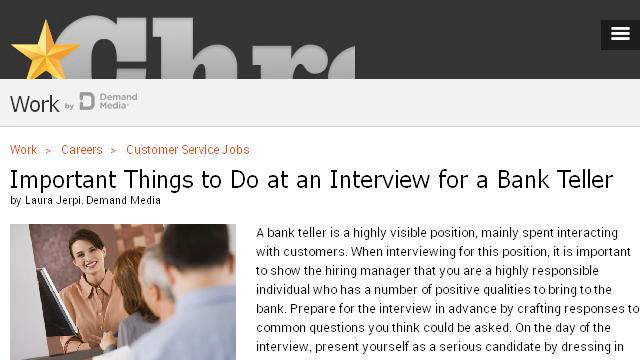 Chr
Work by Demand Media
Work > Careers > Customer Service Jobs
Important Things to Do at an Interview for a Bank Teller
by Laura Jerpi, Demand Media
A bank teller is a highly visible position, mainly spent interacting
with customers. When interviewing for this position, it is important
to show the hiring manager that you are a highly responsible
individual who has a number of positive qualities to bring to the
bank. Prepare for the interview in advance by crafting responses to
common questions you think could be asked. On the day of the
interview, present yourself as a serious candidate by dressing in